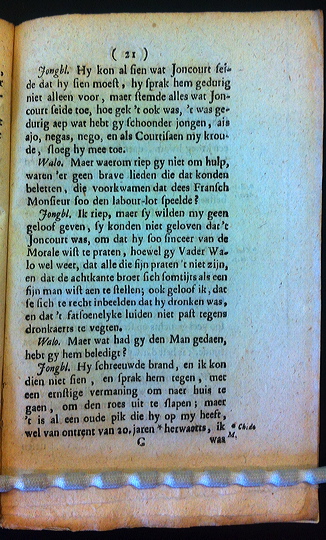 ( 21 )
Jongbl. Hy kon al sien wat Joncourt sei-
de dat hy sien moest, hy sprak hem gedurig
niet alleen voor, maer stemde alles wat Jon-
court seide toe, hoe gek 't ook was, 't was ge-
durig aep wat hebt gy schoonder jongen, ais
ajo, negas, nego, en als Courtisaen my krou-
de, sloeg hy mee toe.
Walo. Maer waerom riep gy niet om hulp,
waren 'er geen brave lieden die dat konden
beletten, die voorkwamen dat dees Fransch
Monsieur soo den labour-lot speelde?
Jongbl. Ik riep, maer sy wilden my geen
geloof geven, sy konden niet geloven dat 't
Joncourt was, om dat hy soo sinceer van de
Morale wist te praten, hoewel gy Vader Wa-
lo wel weer, dat alle die fijn praten 't niet zijn,
en dat de achtkante broer sich somtijts als een
fijn man wist aen te stellen; ook geloof ik, dat
se sich te recht inbeelden dat hy dronken was,
en dat 't fatsoenelyke luiden niet past tegens
dronkaerts te vegten.
Walo. Maer wat had gy den Man gedaen,
hebt gy hem beledigt?
Jongbl. Hy schreeuwde brand, en ik kon
dien niet sien, en sprak hem tegen, met
een ernstige vermaning om naer huis te
gaen, om den roes uit te slapen; maer
't is al een oude pik die hy op my heeft,
wel van ontrent van 20. jaren * herwaerts, ik * Ch. de
M.
G was